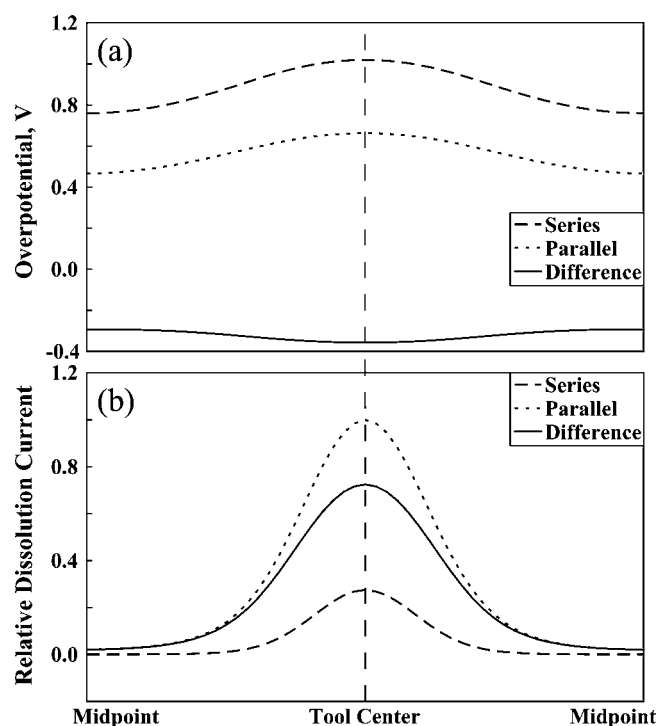 1.2
(a)
0.8
0.4
0.0
-0.4
Overpotential, V
Series
Parallel
Difference
1.2
(b)
0.8
0.4
0.0
Relative Dissolution Current
Series
Parallel
Difference
Midpoint Tool Center Midpoint